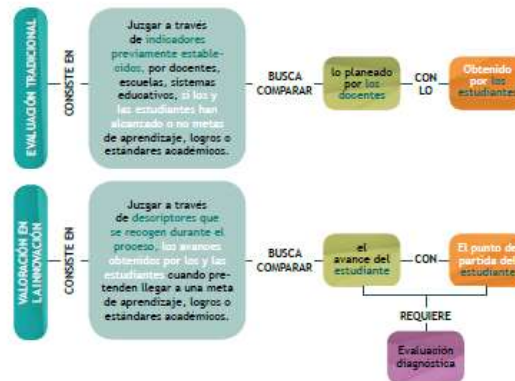 EVALUACIÓN TRADICIONAL
CONSISTE EN
Juzgar a través
de indicadores
previamente estable-
cidos, por docentes,
escuelas, sistemas
educativos, si los y
las estudiantes han
alcanzado o no metas
de aprendizaje, logros o
estándares académicos.
BUSCA
COMPARAR
lo planeado
por los
docentes
CON
LO
Obtenido
por los
estudiantes
VALORACIÓN EN
LA INNOVACIÓN
CONSISTE EN
Juzgar a través
de descriptores que
se recogen durante el
proceso, los avances
obtenidos por los y las
estudiantes cuando pre-
tenden llegar a una meta
de aprendizaje, logros o
estándares académicos.
BUSCA
COMPARAR
el
avance del
estudiante
CON
El punto de
partida del
estudiante
REQUIERE
Evaluación
diagnóstica